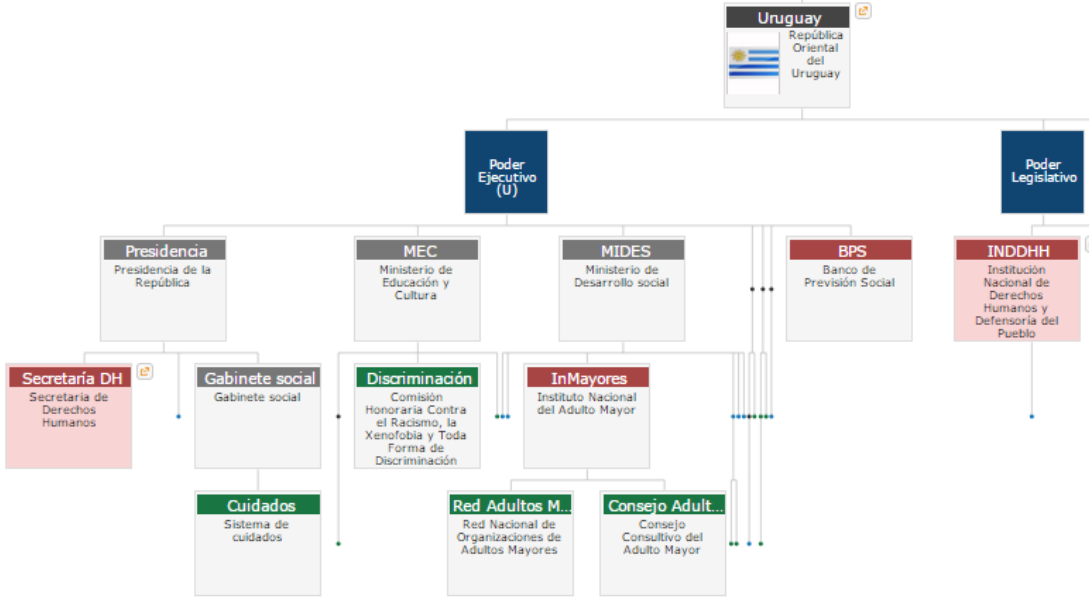 Uruguay
República
Oriental
del
Uruguay
Poder
Ejecutivo
(U)
Poder
Legislativo
Presidencia
Presidencia de la
República
MEC
Ministerio de
Educación y
Cultura
MIDES
Ministerio de
Desarrollo social
BPS
Banco de
Previsión Social
INDDHH
Institución
Nacional de
Derechos
Humanos y
Defensoría del
Pueblo
Secretaría DH
Secretaria de
Derechos
Humanos
Gabinete social
Gabinete social
Discriminación
Comisión
Honoraria Contra
el Racismo, la
Xenofobia y Toda
Forma de
Discriminación
InMayores
Instituto Nacional
del Adulto Mayor
Cuidados
Sistema de
cuidados
Red Adultos M...
Red Nacional de
Organizaciones de
Adultos Mayores
Consejo Adult...
Consejo
Consultivo del
Adulto Mayor